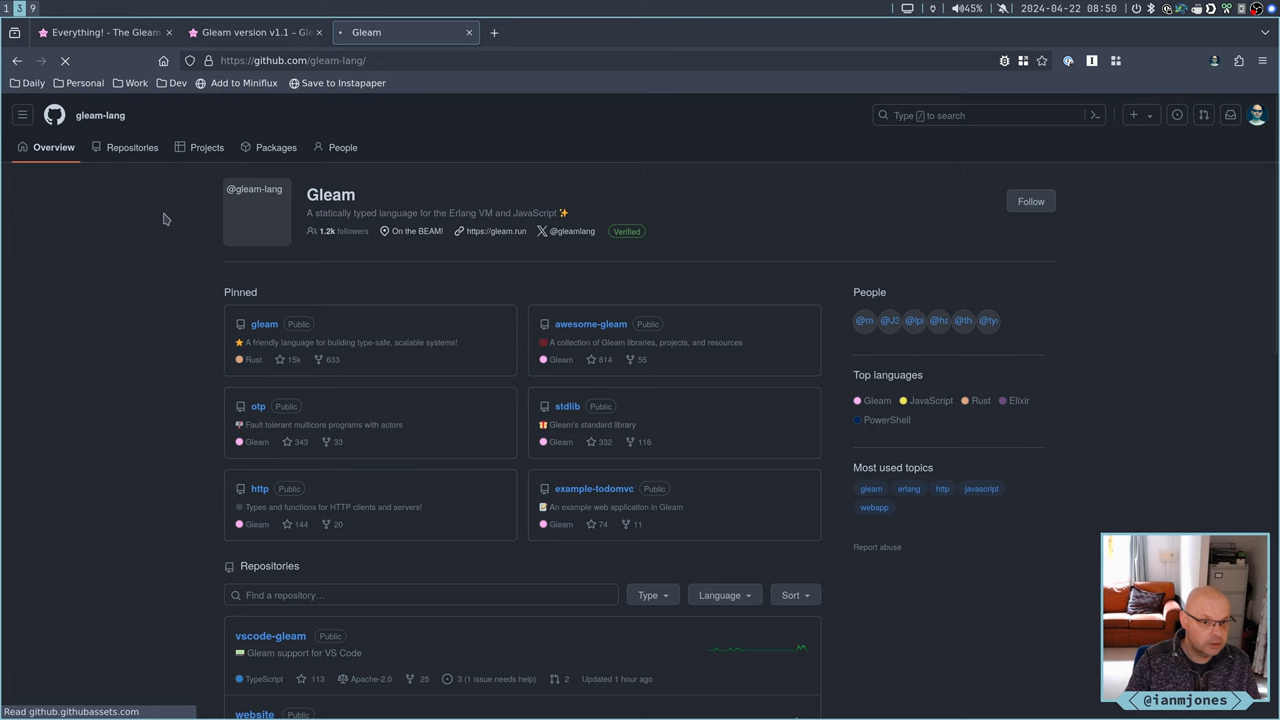 1 3 9
45%
2024-04-22 08:50
Everything! - The Gleam
Gleam version v1.1 – Gle
Gleam
https://github.com/gleam-lang/
Daily
Personal
Work
Dev
Add to Miniflux
Save to Instapaper
gleam-lang
Type / to search
Overview
Repositories
Projects
Packages
People
@gleam-lang
Gleam
Follow
A statically typed language for the Erlang VM and JavaScript ✨
1.2k followers
On the BEAM!
https://gleam.run
@gleamlang
Verified
Pinned
gleam Public
⭐ A friendly language for building type-safe, scalable systems!
Rust 15k 633
awesome-gleam Public
A collection of Gleam libraries, projects, and resources
Gleam 814 55
otp Public
Fault tolerant multicore programs with actors
Gleam 343 33
stdlib Public
🎁 Gleam's standard library
Gleam 332 116
http Public
Types and functions for HTTP clients and servers!
Gleam 144 20
example-todomvc Public
📝 An example web application in Gleam
Gleam 74 11
People
@m @J3 @lpi @ha @th @tyc
Top languages
Gleam JavaScript Rust Elixir
PowerShell
Most used topics
gleam erlang http javascript
webapp
Report abuse
Repositories
Find a repository…
Type
Language
Sort
vscode-gleam Public
Gleam support for VS Code
TypeScript 113 Apache-2.0 25 3 (1 issue needs help) 2 Updated 1 hour ago
website Public
Read github.githubassets.com
<@ianmjones>